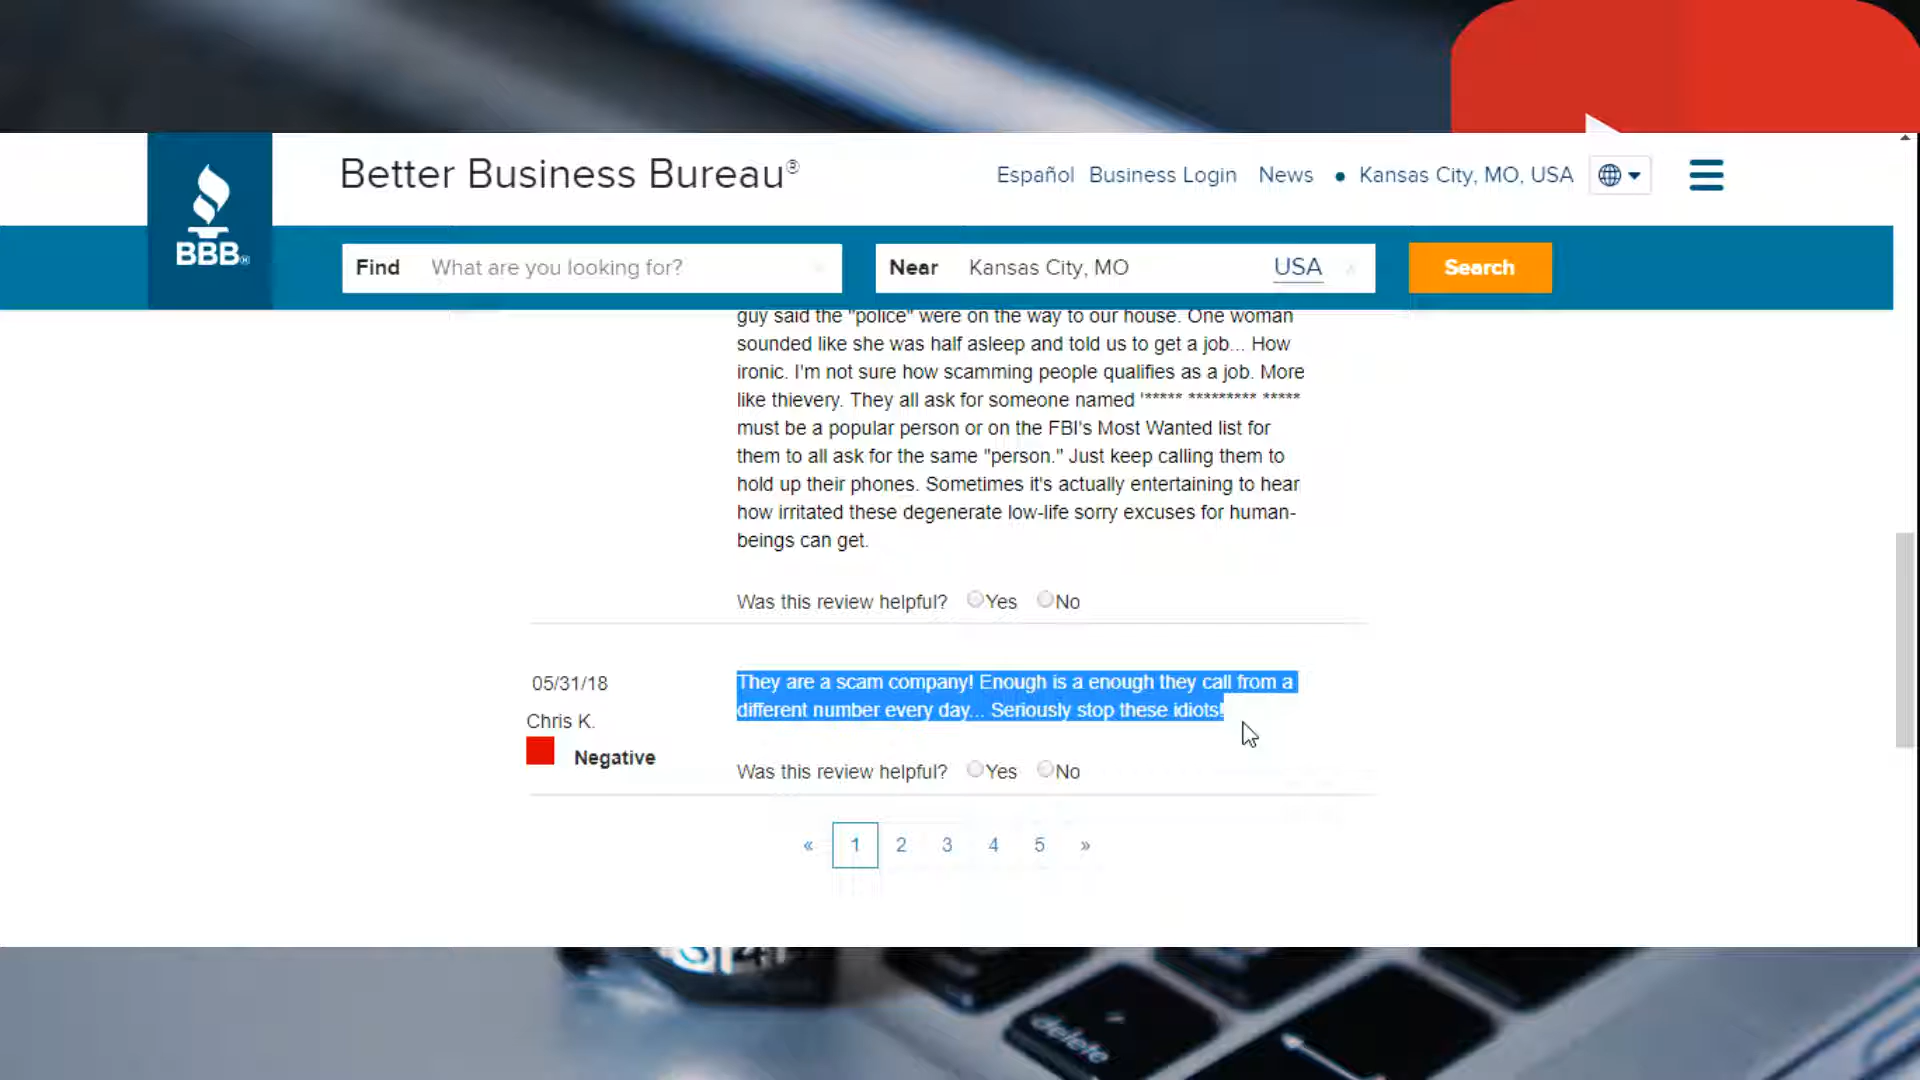 Better Business Bureau®
Español Business Login News • Kansas City, MO, USA
BBB®
Find What are you looking for?
Near Kansas City, MO USA
Search
guy said the "police" were on the way to our house. One woman
sounded like she was half asleep and told us to get a job... How
ironic. I'm not sure how scamming people qualifies as a job. More
like thievery. They all ask for someone named '***** ********* *****
must be a popular person or on the FBI's Most Wanted list for
them to all ask for the same "person." Just keep calling them to
hold up their phones. Sometimes it's actually entertaining to hear
how irritated these degenerate low-life sorry excuses for human-
beings can get.
Was this review helpful? Yes No
05/31/18
Chris K.
Negative
They are a scam company! Enough is a enough they call from a
different number every day... Seriously stop these idiots!
Was this review helpful? Yes No
« 1 2 3 4 5 »
delete